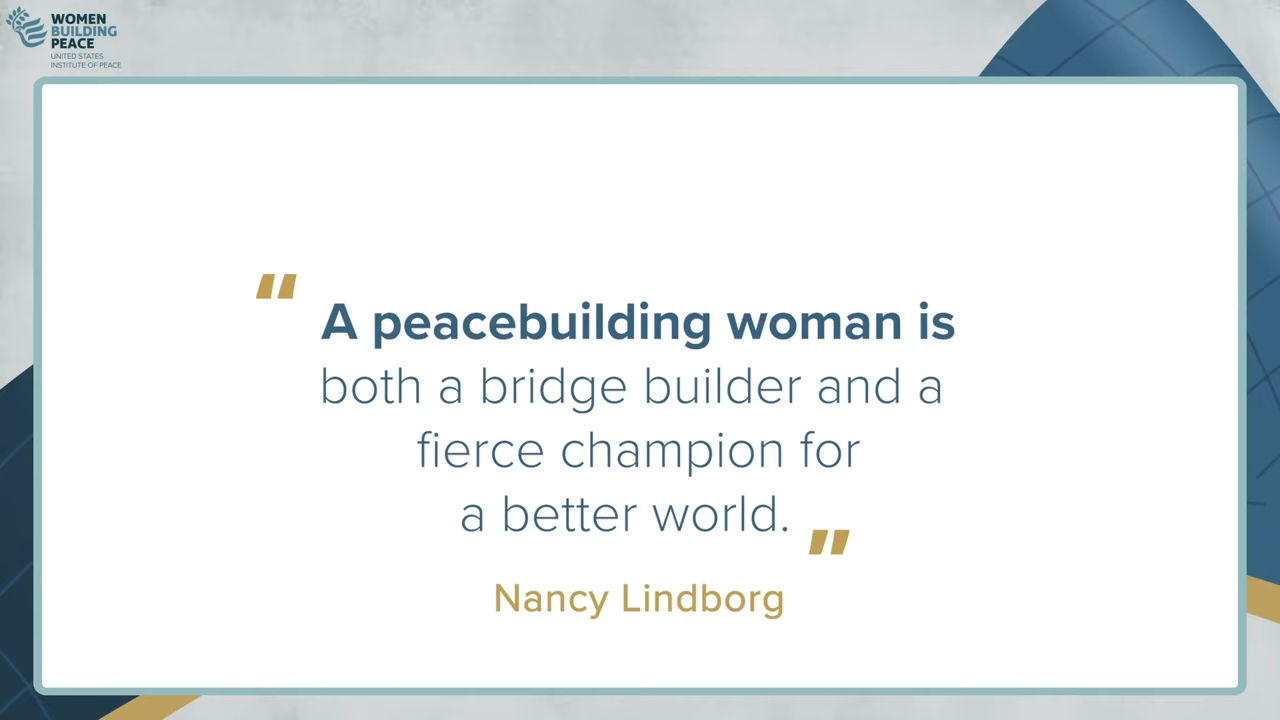 WOMEN
BUILDING
PEACE
UNITED STATES
INSTITUTE OF PEACE
“ A peacebuilding woman is
both a bridge builder and a
fierce champion for
a better world. ”
Nancy Lindborg